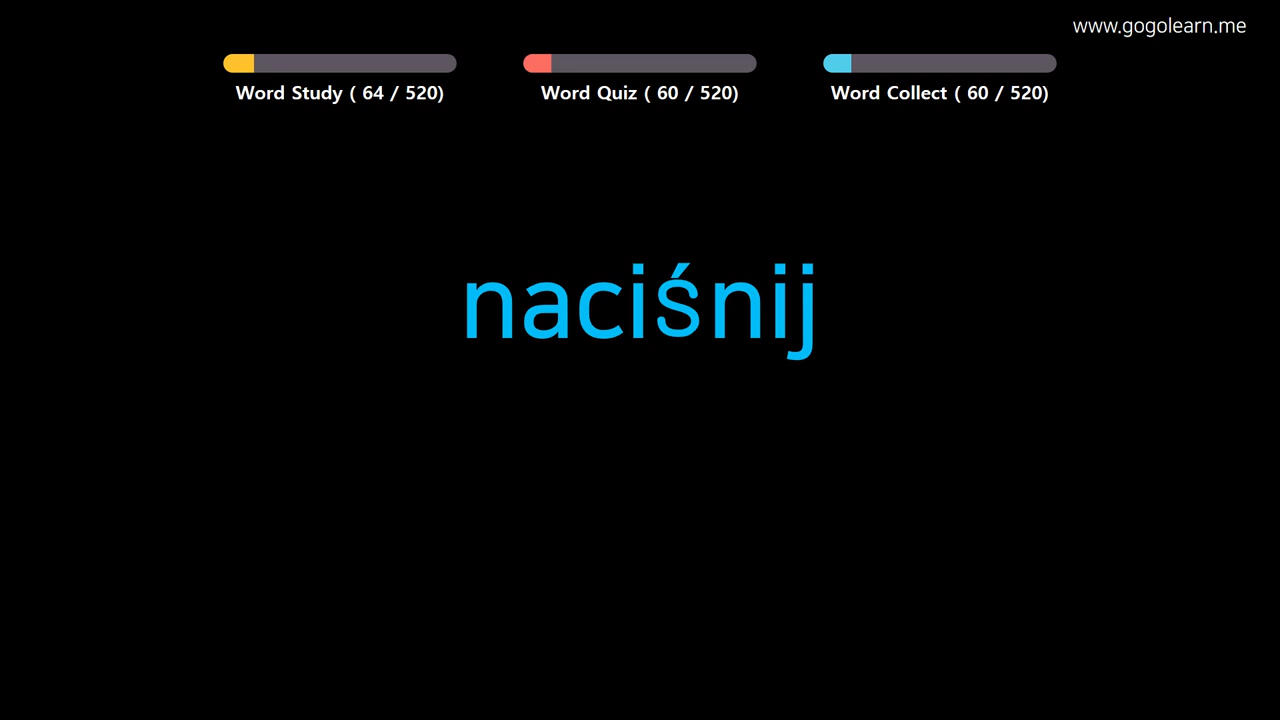 www.gogolearn.me
Word Study ( 64 / 520)
Word Quiz ( 60 / 520)
Word Collect ( 60 / 520)
naciśnij